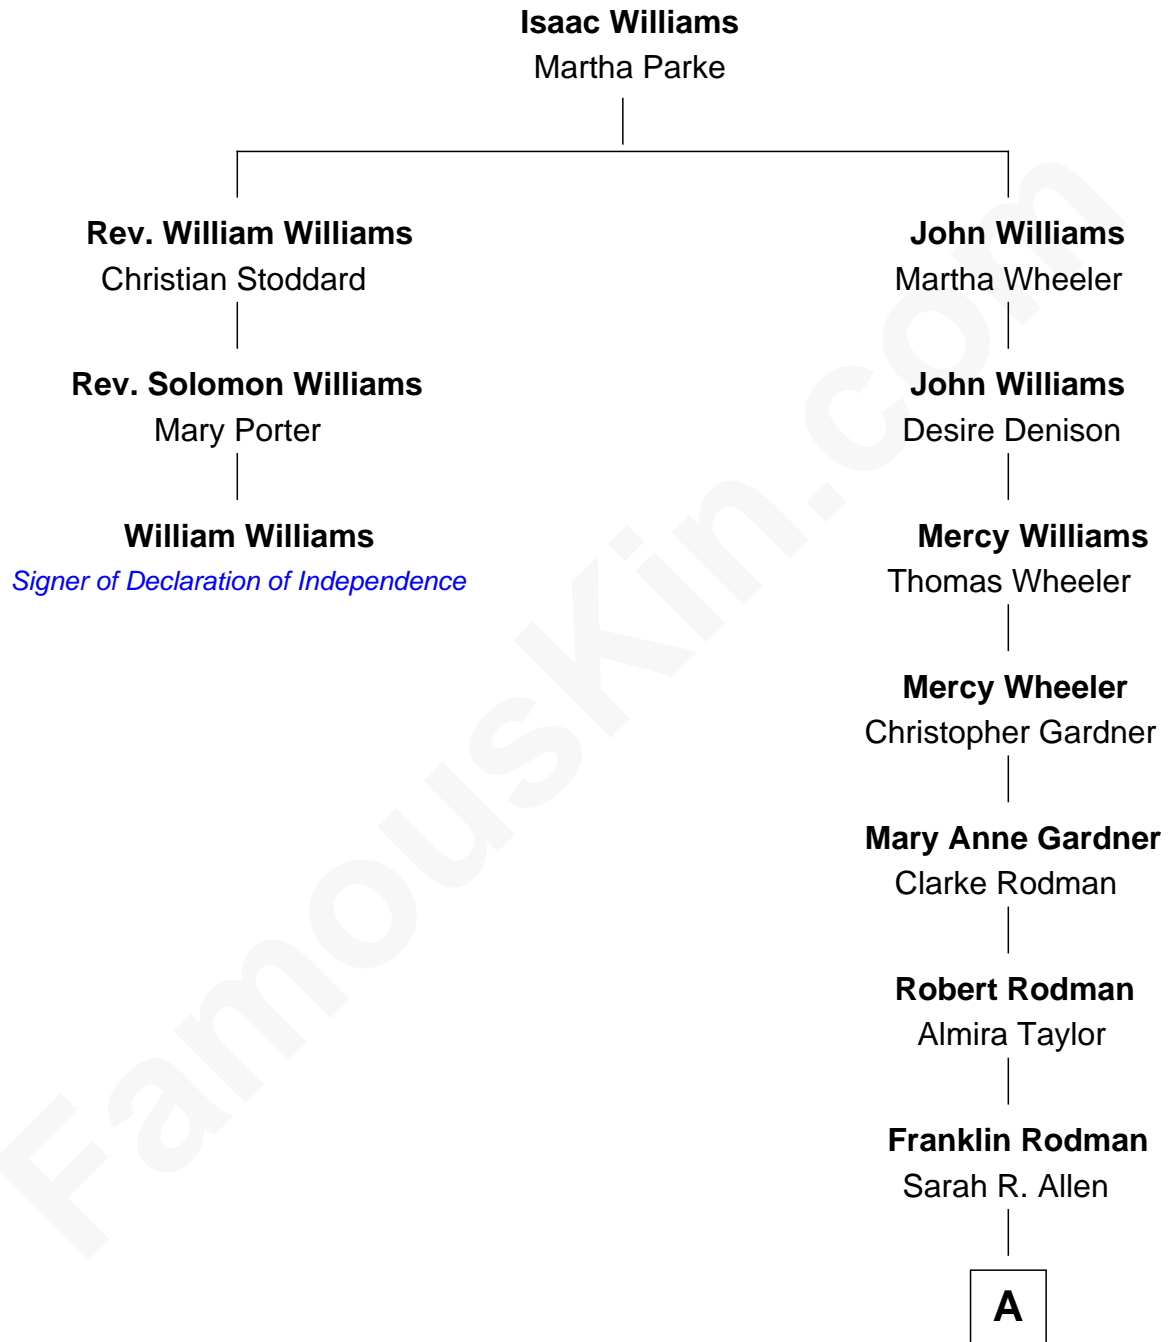 Isaac Williams
Martha Parke
Rev. William Williams
Christian Stoddard
John Williams
Martha Wheeler
Rev. Solomon Williams
Mary Porter
John Williams
Desire Denison
William Williams
Signer of Declaration of Independence
Mercy Williams
Thomas Wheeler
Mercy Wheeler
Christopher Gardner
Mary Anne Gardner
Clarke Rodman
Robert Rodman
Almira Taylor
Franklin Rodman
Sarah R. Allen
A
FamousKin.com